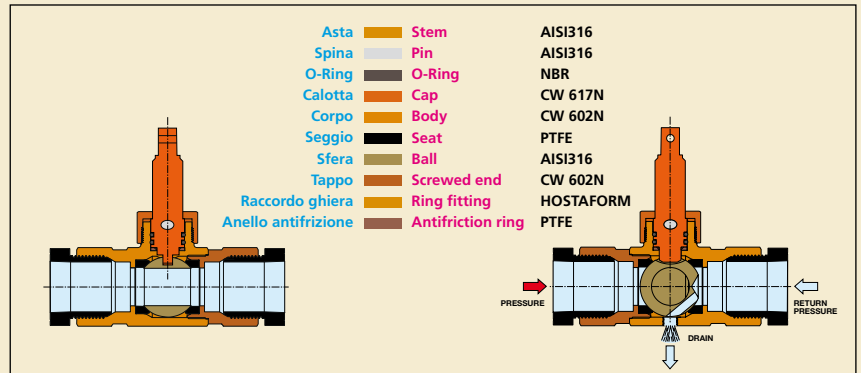 Asta Stem AISI316
Spina Pin AISI316
O-Ring O-Ring NBR
Calotta Cap CW 617N
Corpo Body CW 602N
Seggio Seat PTFE
Sfera Ball AISI316
Tappo Screwed end CW 602N
Raccordo ghiera Ring fitting HOSTAFORM
Anello antifrizione Antifriction ring PTFE
PRESSURE
RETURN
PRESSURE
DRAIN